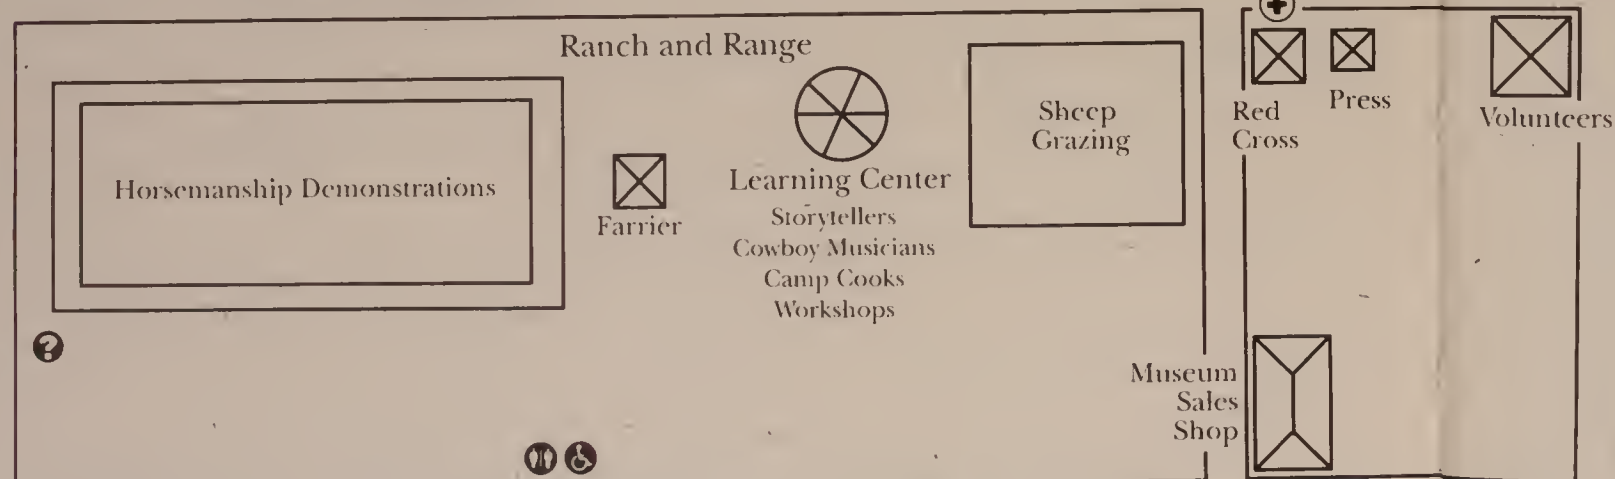 Ranch and Range
Horsemanship Demonstrations
Farrier
Learning Center
Storytellers
Cowboy Musicians
Camp Cooks
Workshops
Sheep
Grazing
Red
Cross
Press
Volunteers
?
Museum
Sales
Shop